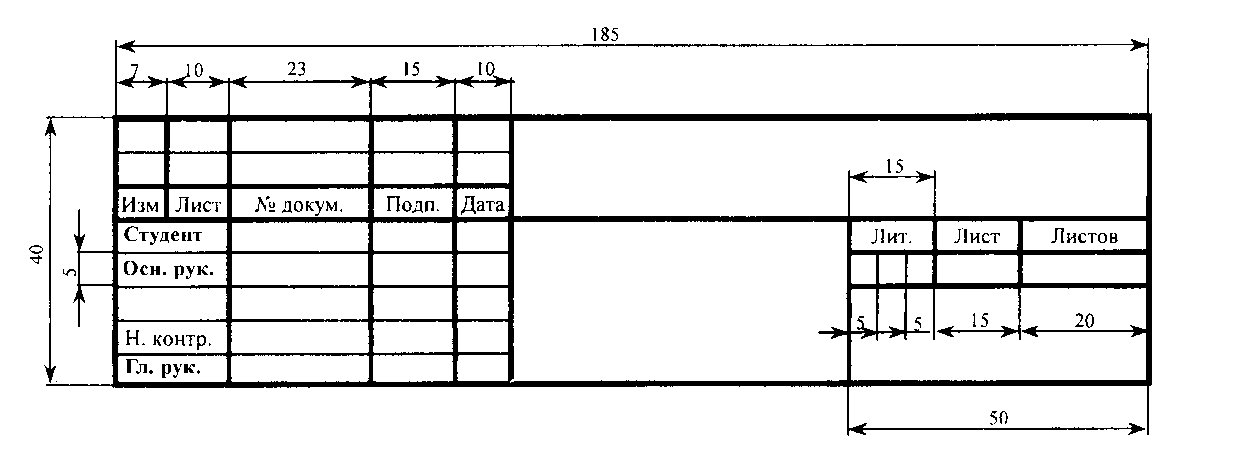 185
7 10 23 15 10
15
Изм Лист № докум. Подп. Дата
Студент Лит. Лист Листов
40 5 Осн. рук.
5 5 15 20
Н. контр.
Гл. рук.
50